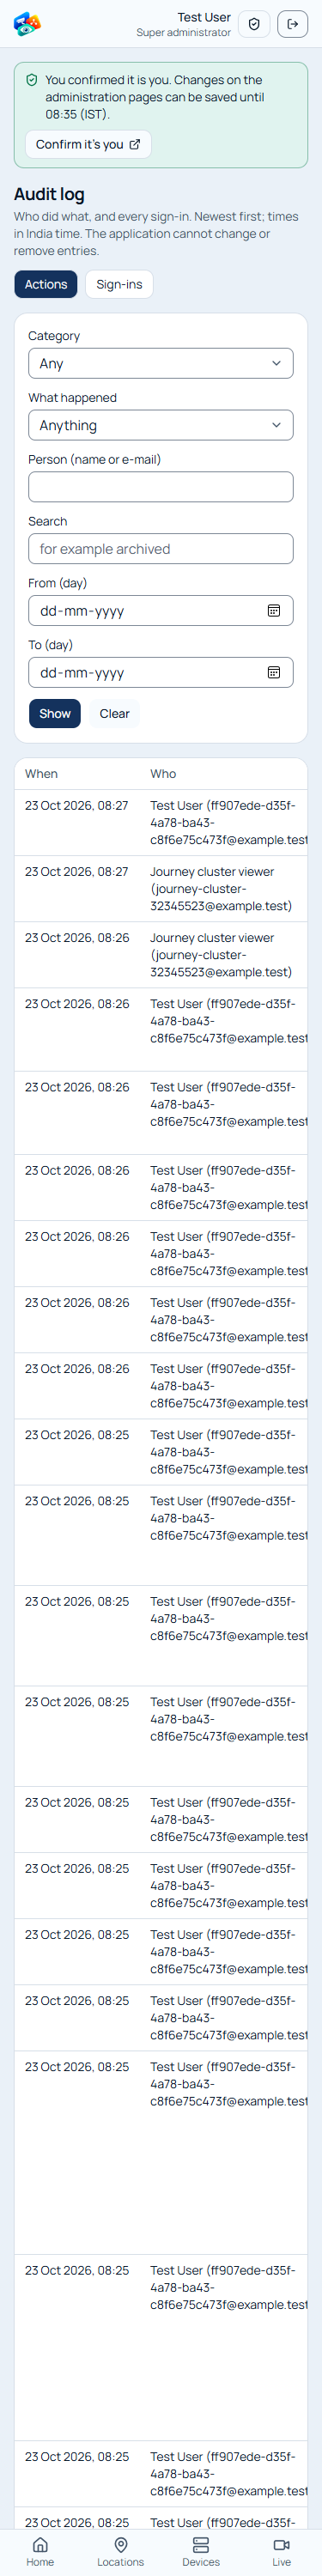 Test User
Super administrator
You confirmed it is you. Changes on the
administration pages can be saved until
08:35 (IST).
Confirm it's you
Audit log
Who did what, and every sign-in. Newest first; times
in India time. The application cannot change or
remove entries.
Actions
Sign-ins
Category
Any
What happened
Anything
Person (name or e-mail)
Search
for example archived
From (day)
dd-mm-yyyy
To (day)
dd-mm-yyyy
Show
Clear
When
Who
23 Oct 2026, 08:27
Test User (ff907ede-d35f-
4a78-ba43-
c8f6e75c473f@example.test
23 Oct 2026, 08:27
Journey cluster viewer
(journey-cluster-
32345523@example.test)
23 Oct 2026, 08:26
Journey cluster viewer
(journey-cluster-
32345523@example.test)
23 Oct 2026, 08:26
Test User (ff907ede-d35f-
4a78-ba43-
c8f6e75c473f@example.test
23 Oct 2026, 08:26
Test User (ff907ede-d35f-
4a78-ba43-
c8f6e75c473f@example.test
23 Oct 2026, 08:26
Test User (ff907ede-d35f-
4a78-ba43-
c8f6e75c473f@example.test
23 Oct 2026, 08:26
Test User (ff907ede-d35f-
4a78-ba43-
c8f6e75c473f@example.test
23 Oct 2026, 08:26
Test User (ff907ede-d35f-
4a78-ba43-
c8f6e75c473f@example.test
23 Oct 2026, 08:26
Test User (ff907ede-d35f-
4a78-ba43-
c8f6e75c473f@example.test
23 Oct 2026, 08:25
Test User (ff907ede-d35f-
4a78-ba43-
c8f6e75c473f@example.test
23 Oct 2026, 08:25
Test User (ff907ede-d35f-
4a78-ba43-
c8f6e75c473f@example.test
23 Oct 2026, 08:25
Test User (ff907ede-d35f-
4a78-ba43-
c8f6e75c473f@example.test
23 Oct 2026, 08:25
Test User (ff907ede-d35f-
4a78-ba43-
c8f6e75c473f@example.test
23 Oct 2026, 08:25
Test User (ff907ede-d35f-
4a78-ba43-
c8f6e75c473f@example.test
23 Oct 2026, 08:25
Test User (ff907ede-d35f-
4a78-ba43-
c8f6e75c473f@example.test
23 Oct 2026, 08:25
Test User (ff907ede-d35f-
4a78-ba43-
c8f6e75c473f@example.test
23 Oct 2026, 08:25
Test User (ff907ede-d35f-
4a78-ba43-
c8f6e75c473f@example.test
23 Oct 2026, 08:25
Test User (ff907ede-d35f-
4a78-ba43-
c8f6e75c473f@example.test
23 Oct 2026, 08:25
Test User (ff907ede-d35f-
4a78-ba43-
c8f6e75c473f@example.test
23 Oct 2026, 08:25
Test User (ff907ede-d35f-
4a78-ba43-
c8f6e75c473f@example.test
23 Oct 2026, 08:25
Test User (ff907ede-d35f-
Home
Locations
Devices
Live